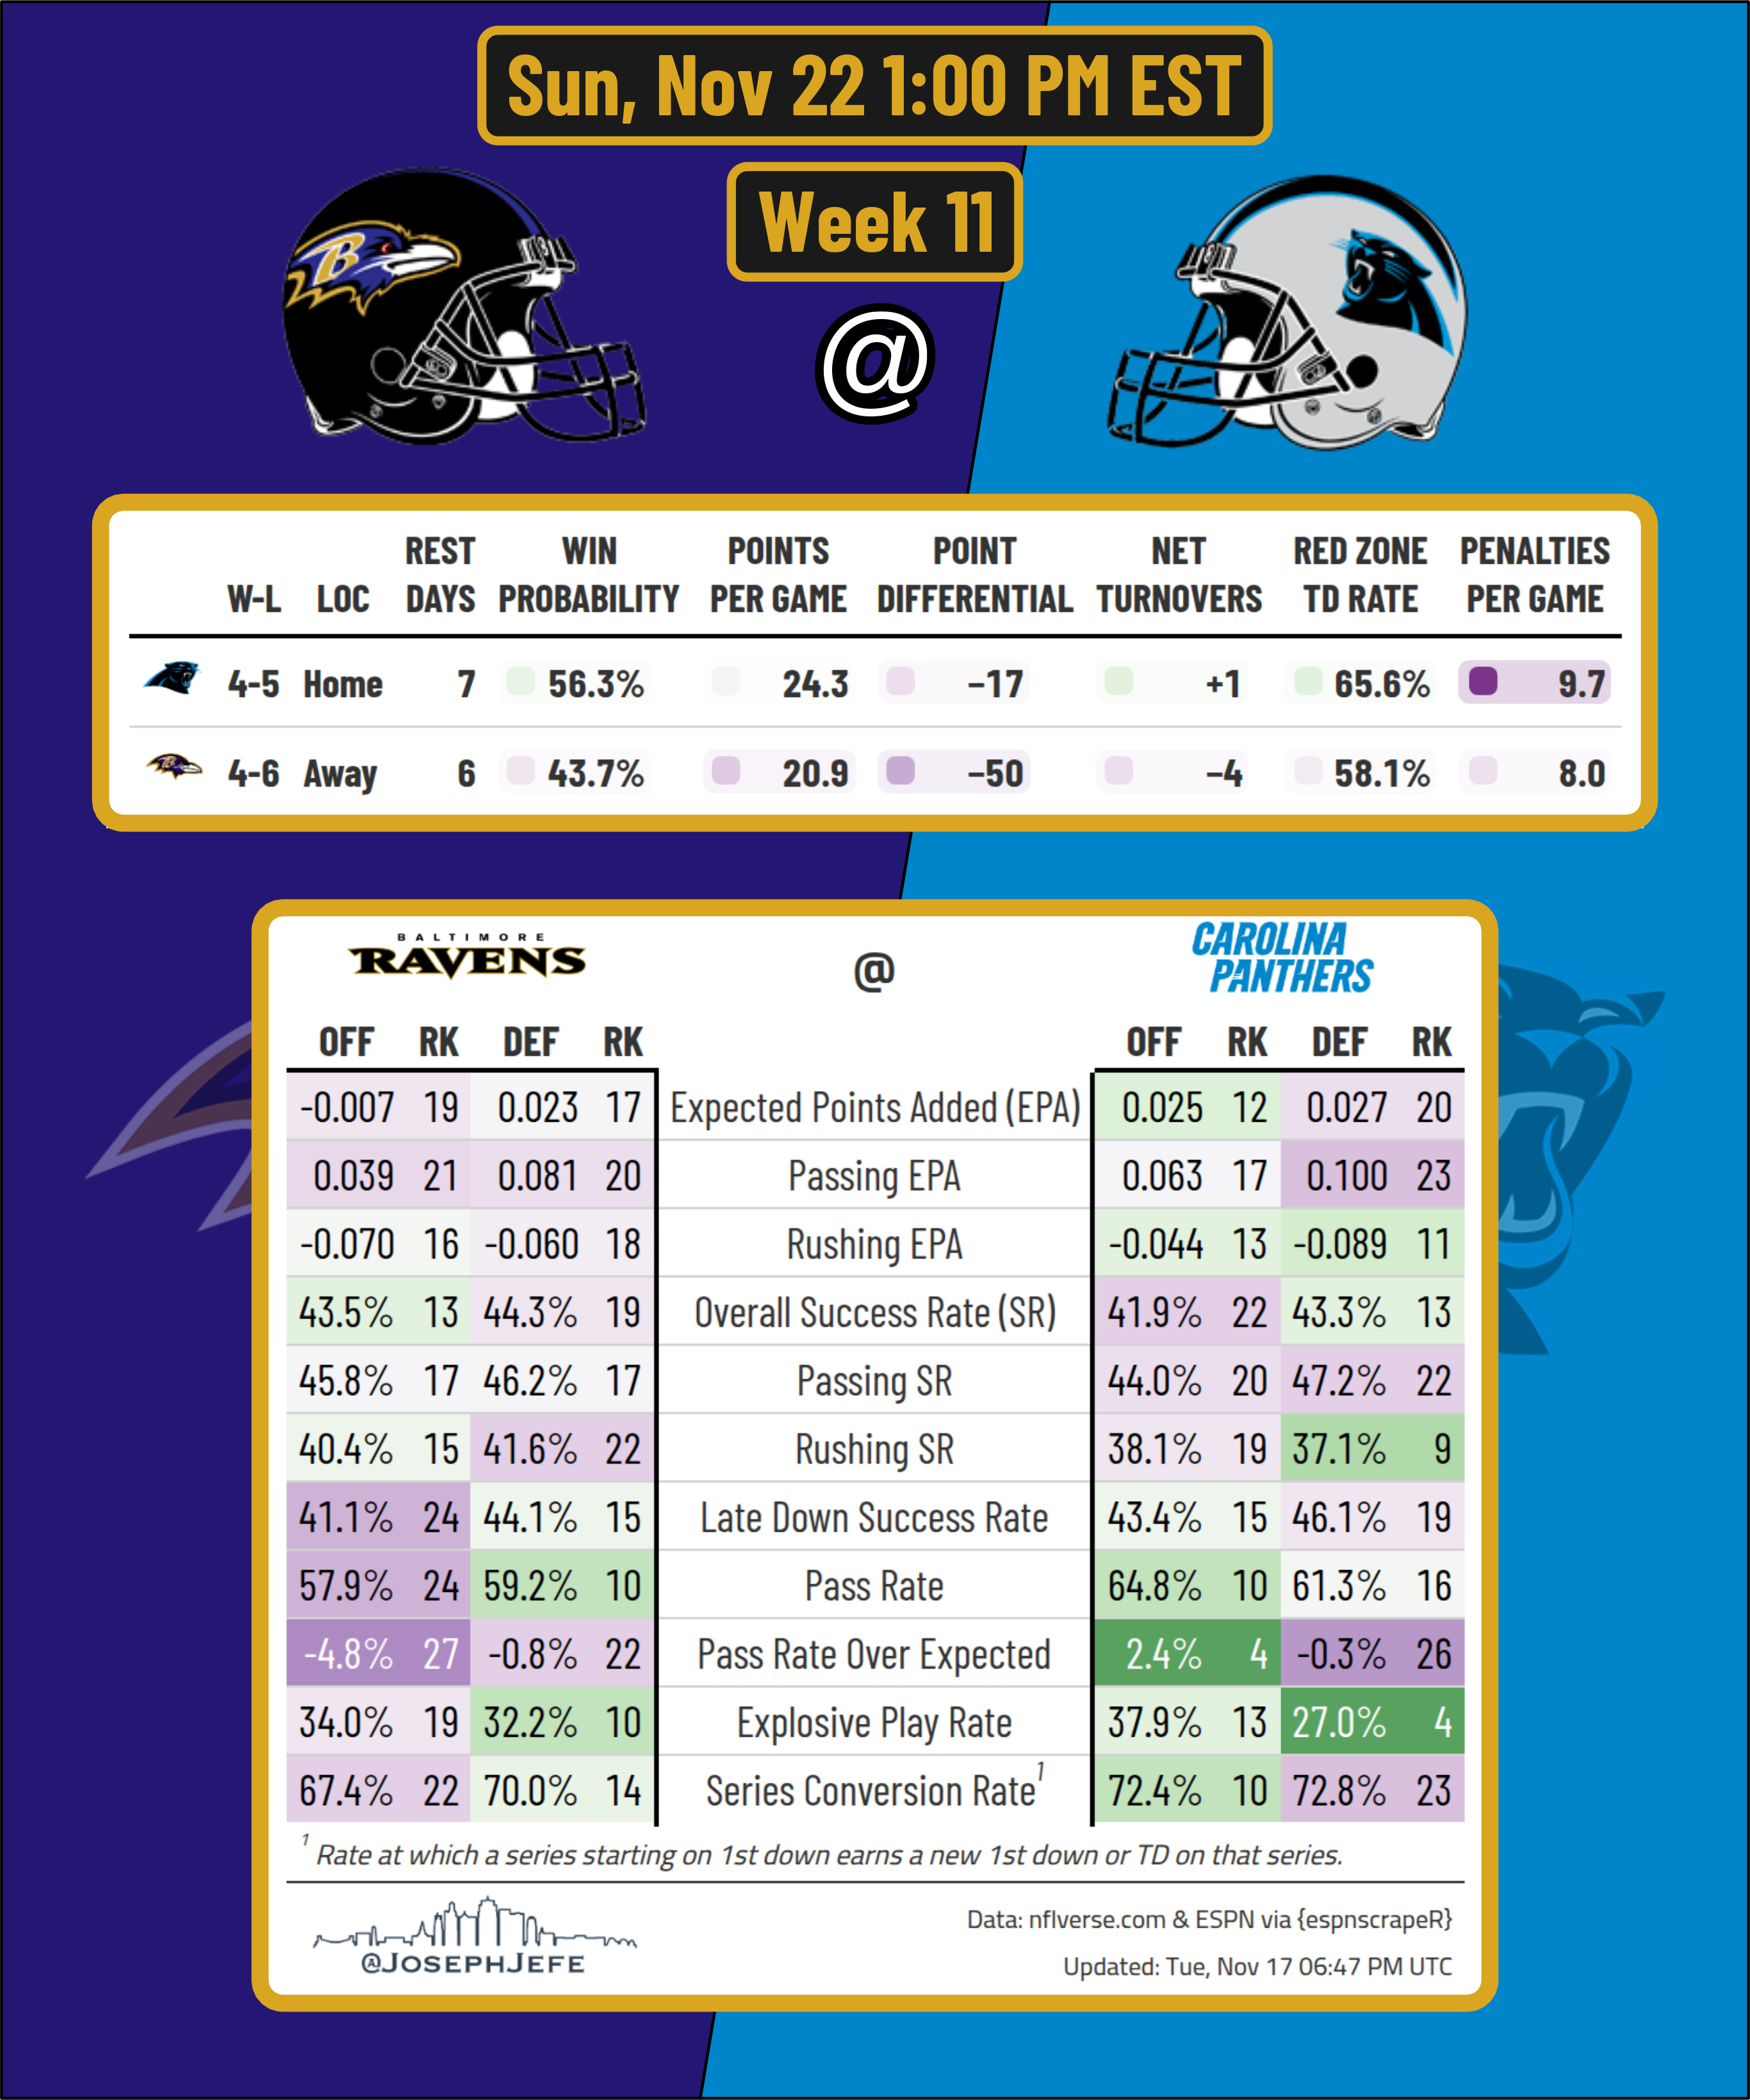 Sun, Nov 22 1:00 PM EST
Week 11
B
@
REST WIN POINTS POINT NET RED ZONE PENALTIES
W-L LOC DAYS PROBABILITY PER GAME DIFFERENTIAL TURNOVERS TD RATE PER GAME
4-5 Home 7 56.3% 24.3 −17 +1 65.6% 9.7
4-6 Away 6 43.7% 20.9 −50 −4 58.1% 8.0
BALTIMORE
RAVENS
@
CAROLINA
PANTHERS
OFF RK DEF RK OFF RK DEF RK
-0.007 19 0.023 17 Expected Points Added (EPA) 0.025 12 0.027 20
0.039 21 0.081 20 Passing EPA 0.063 17 0.100 23
-0.070 16 -0.060 18 Rushing EPA -0.044 13 -0.089 11
43.5% 13 44.3% 19 Overall Success Rate (SR) 41.9% 22 43.3% 13
45.8% 17 46.2% 17 Passing SR 44.0% 20 47.2% 22
40.4% 15 41.6% 22 Rushing SR 38.1% 19 37.1% 9
41.1% 24 44.1% 15 Late Down Success Rate 43.4% 15 46.1% 19
57.9% 24 59.2% 10 Pass Rate 64.8% 10 61.3% 16
-4.8% 27 -0.8% 22 Pass Rate Over Expected 2.4% 4 -0.3% 26
34.0% 19 32.2% 10 Explosive Play Rate 37.9% 13 27.0% 4
67.4% 22 70.0% 14 Series Conversion Rate¹ 72.4% 10 72.8% 23
¹ Rate at which a series starting on 1st down earns a new 1st down or TD on that series.
@JOSEPHJEFE
Data: nflverse.com & ESPN via {espnscrapeR}
Updated: Tue, Nov 17 06:47 PM UTC